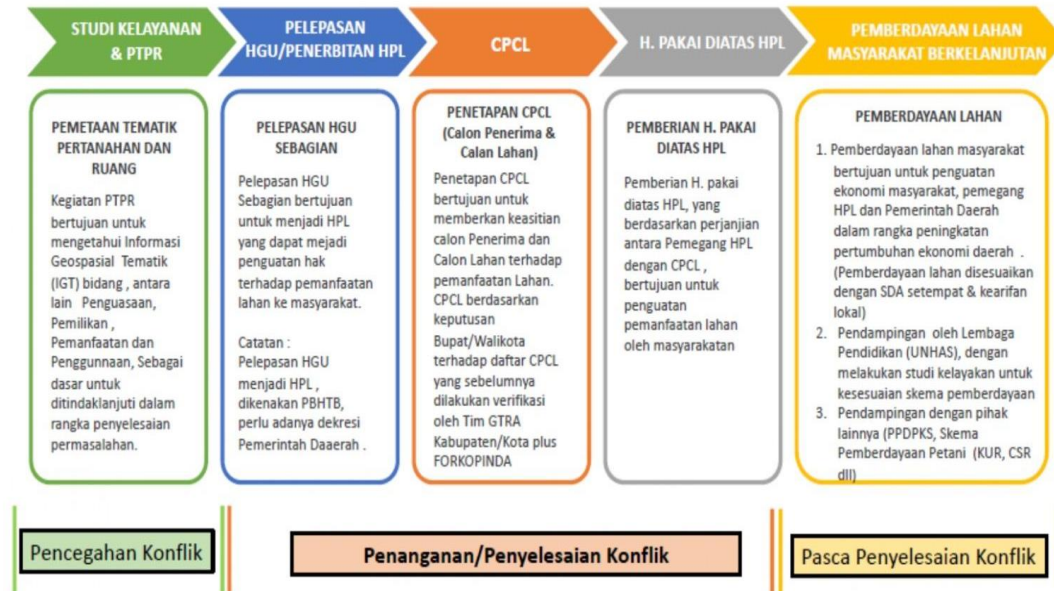 STUDI KELAYANAN
& PTPR
PELEPASAN
HGU/PENERBITAN HPL
CPCL
H. PAKAI DIATAS HPL
PEMBERDAYAAN LAHAN
MASYARAKAT BERKELANJUTAN
PEMETAAN TEMATIK
PERTANAHAN DAN
RUANG
Kegiatan PTPR
bertujuan untuk
mengetahui Informasi
Geospasial Tematik
(IGT) bidang , antara
lain Penguasaan,
Pemilikan ,
Pemanfaatan dan
Penggunnaan, Sebagai
dasar untuk
ditindaklanjuti dalam
rangka penyelesaian
permasalahan.
PELEPASAN HGU
SEBAGIAN
Pelepasan HGU
Sebagian bertujuan
untuk menjadi HPL
yang dapat mejadi
penguatan hak
terhadap pemanfaatan
lahan ke masyarakat.
Catatan :
Pelepasan HGU
menjadi HPL ,
dikenakan PBHTB,
perlu adanya dekresi
Pemerintah Daaerah .
PENETAPAN CPCL
(Calon Penerima &
Calan Lahan)
Penetapan CPCL
bertujuan untuk
memberkan keasitian
calon Penerima dan
Calon Lahan terhadap
pemanfaatan Lahan.
CPCL berdasarkan
keputusan
Bupat/Walikota
terhadap daftar CPCL
yang sebelumnya
dilakukan verifikasi
oleh Tim GTRA
Kabupaten/Kota plus
FORKOPINDA
PEMBERIAN H. PAKAI
DIATAS HPL
Pemberian H. pakai
diatas HPL, yang
berdasarkan perjanjian
antara Pemegang HPL
dengan CPCL ,
bertujuan untuk
penguatan
pemanfaatan lahan
oleh masyarakatan
PEMBERDAYAAN LAHAN
1. Pemberdayaan lahan masyarakat
bertujuan untuk penguatan
ekonomi masyarakat, pemegang
HPL dan Pemerintah Daerah
dalam rangka peningkatan
pertumbuhan ekonomi daerah .
(Pemberdayaan lahan disesuaikan
dengan SDA setempat & kearifan
lokal)
2. Pendampingan oleh Lembaga
Pendidikan (UNHAS), dengan
melakukan studi kelayakan untuk
kesesuaian skema pemberdayaan
3. Pendampingan dengan pihak
lainnya (PPDPKS, Skema
Pemberdayaan Petani (KUR, CSR
dll)
Pencegahan Konflik
Penanganan/Penyelesaian Konflik
Pasca Penyelesaian Konflik